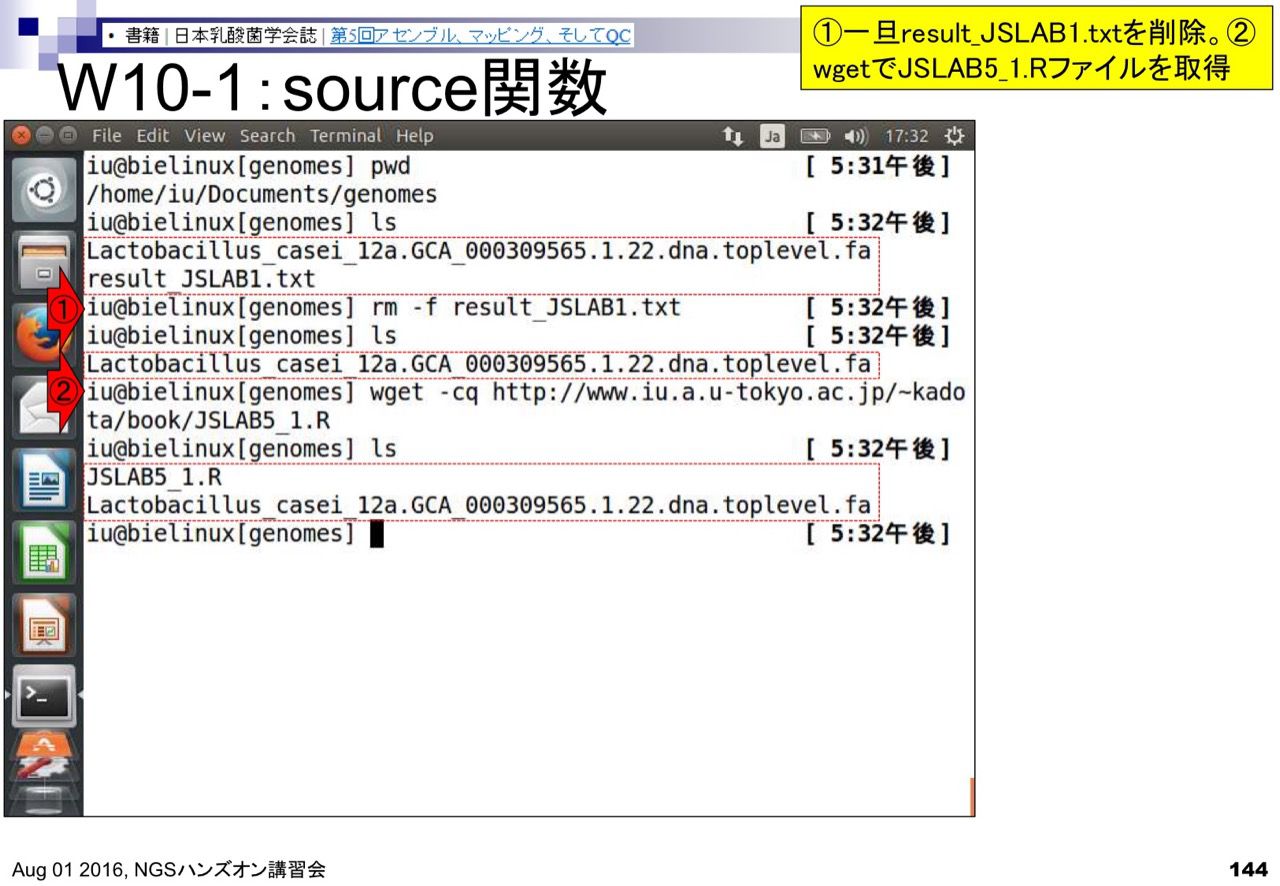 ・ 書籍 | 日本乳酸菌学会誌 | 第5回アセンブル、マッピング、そしてQC
①一旦result_JSLAB1.txtを削除。②
wgetでJSLAB5_1.Rファイルを取得
W10-1：source関数
File Edit View Search Terminal Help Ja 17:32
iu@bielinux[genomes] pwd [ 5:31午後]
/home/iu/Documents/genomes
iu@bielinux[genomes] ls [ 5:32午後]
Lactobacillus_casei_12a.GCA_000309565.1.22.dna.toplevel.fa
result_JSLAB1.txt
① iu@bielinux[genomes] rm -f result_JSLAB1.txt [ 5:32午後]
iu@bielinux[genomes] ls [ 5:32午後]
Lactobacillus_casei_12a.GCA_000309565.1.22.dna.toplevel.fa
② iu@bielinux[genomes] wget -cq http://www.iu.a.u-tokyo.ac.jp/~kado
ta/book/JSLAB5_1.R
iu@bielinux[genomes] ls [ 5:32午後]
JSLAB5_1.R
Lactobacillus_casei_12a.GCA_000309565.1.22.dna.toplevel.fa
iu@bielinux[genomes] [ 5:32午後]
Aug 01 2016, NGSハンズオン講習会
144